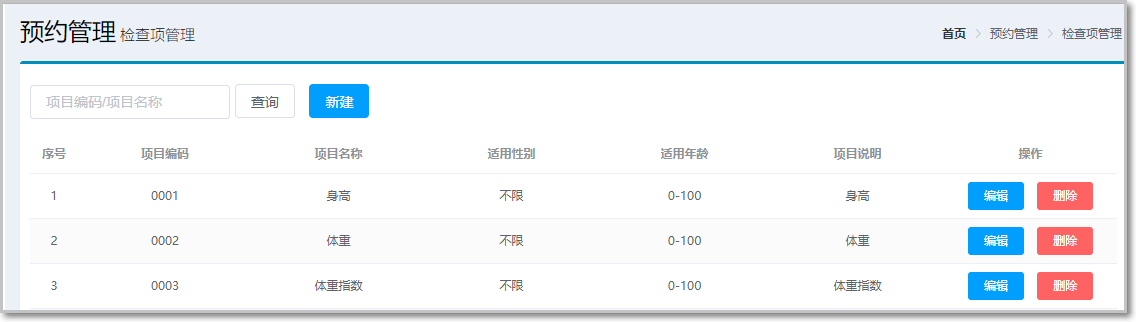 预约管理 检查项管理 首页 > 预约管理 > 检查项管理
项目编码/项目名称 查询 新建
序号 项目编码 项目名称 适用性别 适用年龄 项目说明 操作
1 0001 身高 不限 0-100 身高 编辑 删除
2 0002 体重 不限 0-100 体重 编辑 删除
3 0003 体重指数 不限 0-100 体重指数 编辑 删除